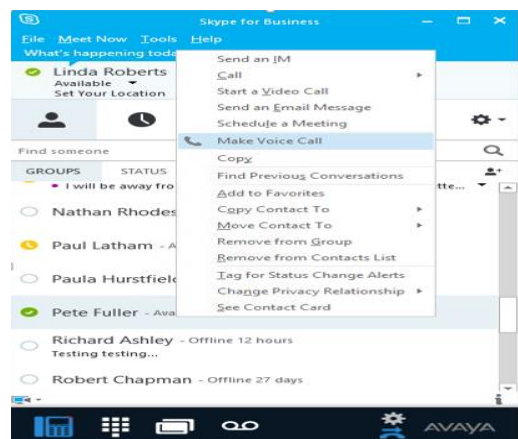 Skype for Business
File Meet Now Tools Help
What's happening toda
Linda Roberts
Available
Set Your Location
Find someone
GROUPS STATUS
I will be away fro
tte...
Nathan Rhodes
Paul Latham - A
Paula Hurstfield
Pete Fuller - Ava
Richard Ashley - Offline 12 hours
Testing testing...
Robert Chapman - Offline 27 days
Send an IM
Call
Start a Video Call
Send an Email Message
Schedule a Meeting
Make Voice Call
Copy
Find Previous Conversations
Add to Favorites
Copy Contact To
Move Contact To
Remove from Group
Remove from Contacts List
Tag for Status Change Alerts
Change Privacy Relationship
See Contact Card
AVAYA